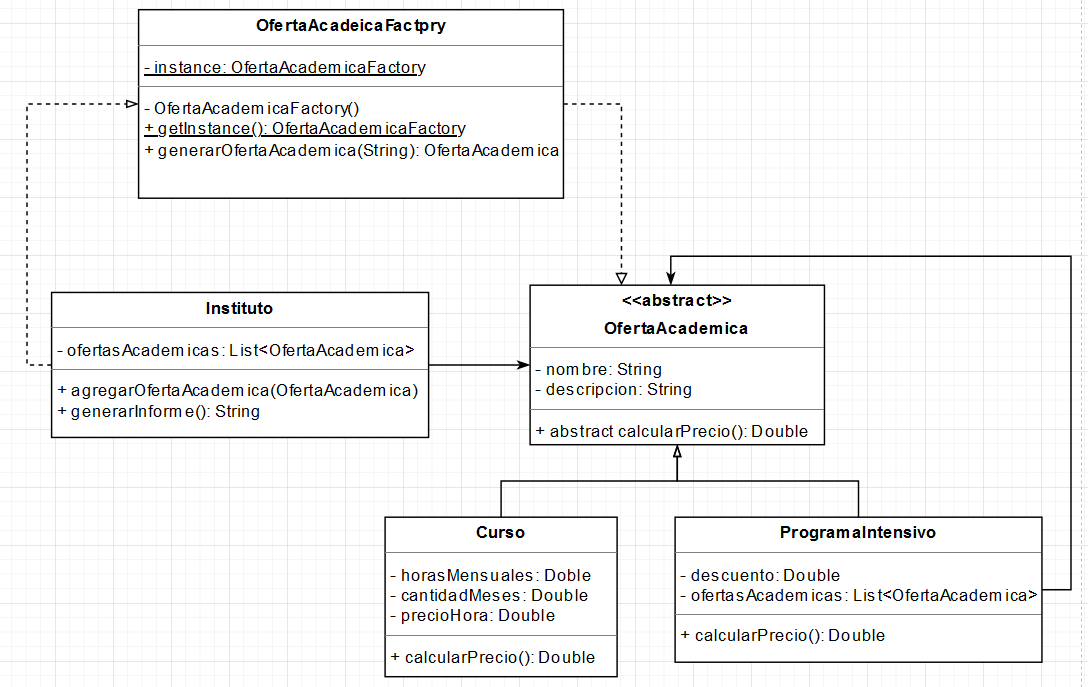 OfertaAcadeicaFactpry
- instance: OfertaAcademicaFactory
- OfertaAcademicaFactory()
+ getInstance(): OfertaAcademicaFactory
+ generarOfertaAcademica(String): OfertaAcademica
Instituto
- ofertasAcademicas: List<OfertaAcademica>
+ agregarOfertaAcademica(OfertaAcademica)
+ generarInforme(): String
<<abstract>>
OfertaAcademica
- nombre: String
- descripcion: String
+ abstract calcularPrecio(): Double
Curso
- horasMensuales: Doble
- cantidadMeses: Double
- precioHora: Double
+ calcularPrecio(): Double
ProgramaIntensivo
- descuento: Double
- ofertasAcademicas: List<OfertaAcademica>
+ calcularPrecio(): Double